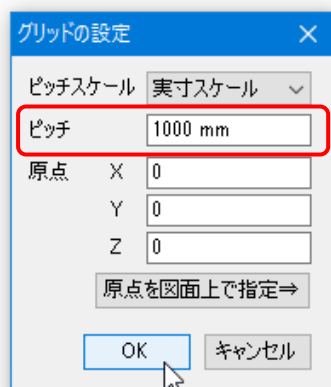 グリッドの設定
ピッチスケール 実寸スケール
ピッチ 1000 mm
原点 X 0
Y 0
Z 0
原点を図面上で指定⇒
OK キャンセル